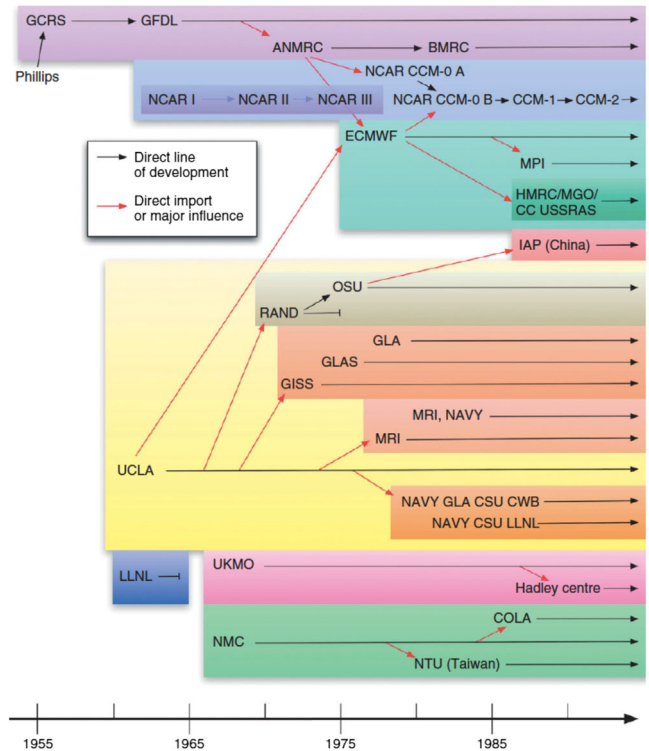 GCRS GFDL
ANMRC BMRC
Phillips
NCAR CCM-0 A
NCAR I NCAR II NCAR III NCAR CCM-0 B CCM-1 CCM-2
ECMWF
Direct line
of development
Direct import
or major influence
MPI
HMRC/MGO/
CC USSRAS
IAP (China)
OSU
RAND
GLA
GLAS
GISS
MRI, NAVY
MRI
UCLA
NAVY GLA CSU CWB
NAVY CSU LLNL
UKMO
LLNL
Hadley centre
COLA
NMC
NTU (Taiwan)
1955 1965 1975 1985